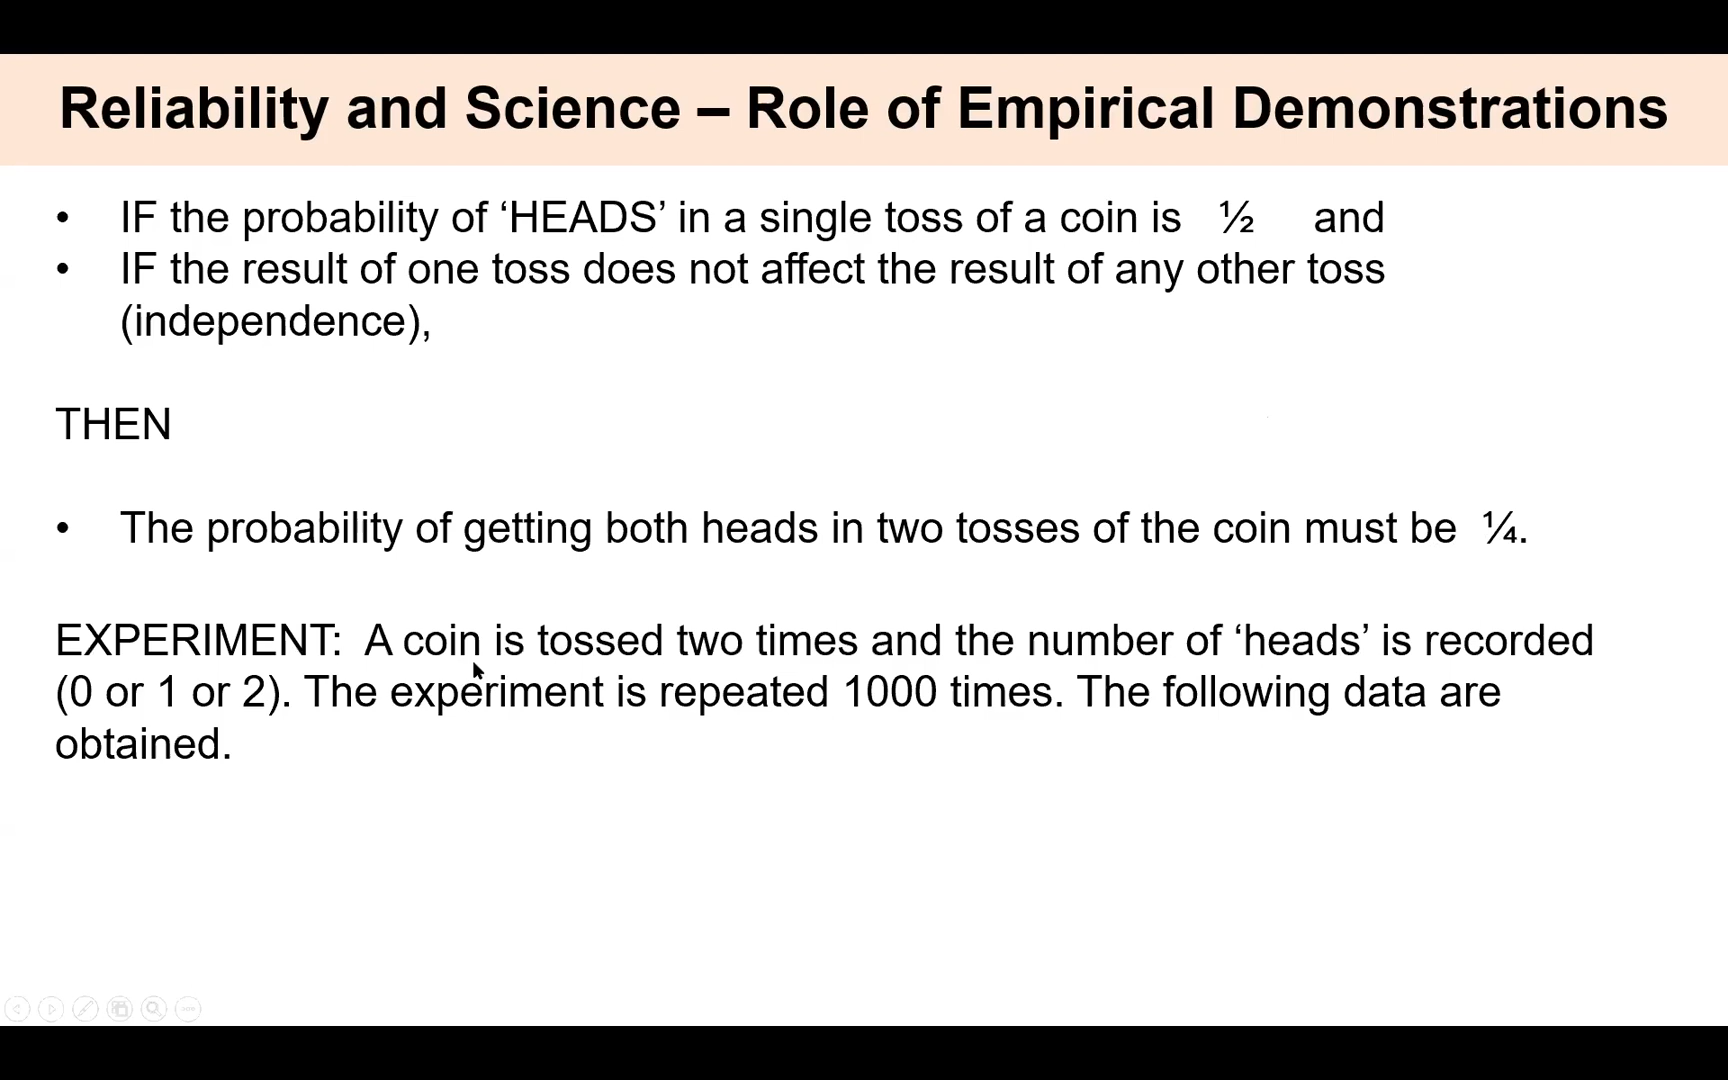 Reliability and Science – Role of Empirical Demonstrations
• IF the probability of ‘HEADS’ in a single toss of a coin is ½ and
• IF the result of one toss does not affect the result of any other toss
(independence),
THEN
• The probability of getting both heads in two tosses of the coin must be ¼.
EXPERIMENT: A coin is tossed two times and the number of ‘heads’ is recorded
(0 or 1 or 2). The experiment is repeated 1000 times. The following data are
obtained.